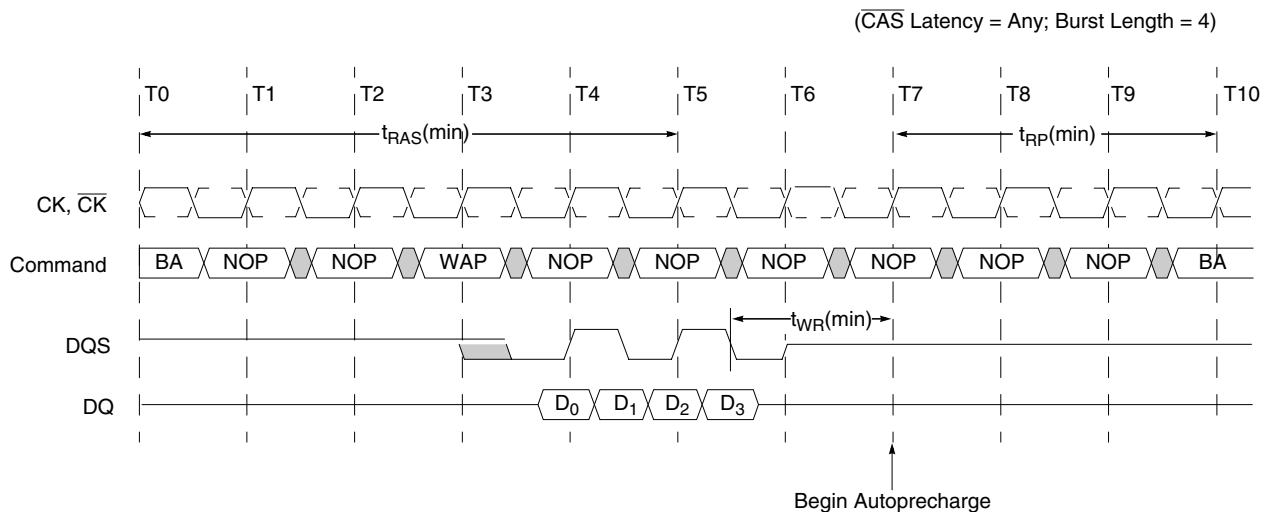 (CAS Latency = Any; Burst Length = 4)
T0 T1 T2 T3 T4 T5 T6 T7 T8 T9 T10
tRAS(min) tRP(min)
CK, CK
Command BA NOP NOP WAP NOP NOP NOP NOP NOP NOP BA
tWR(min)
DQS
DQ D0 D1 D2 D3
Begin Autoprecharge